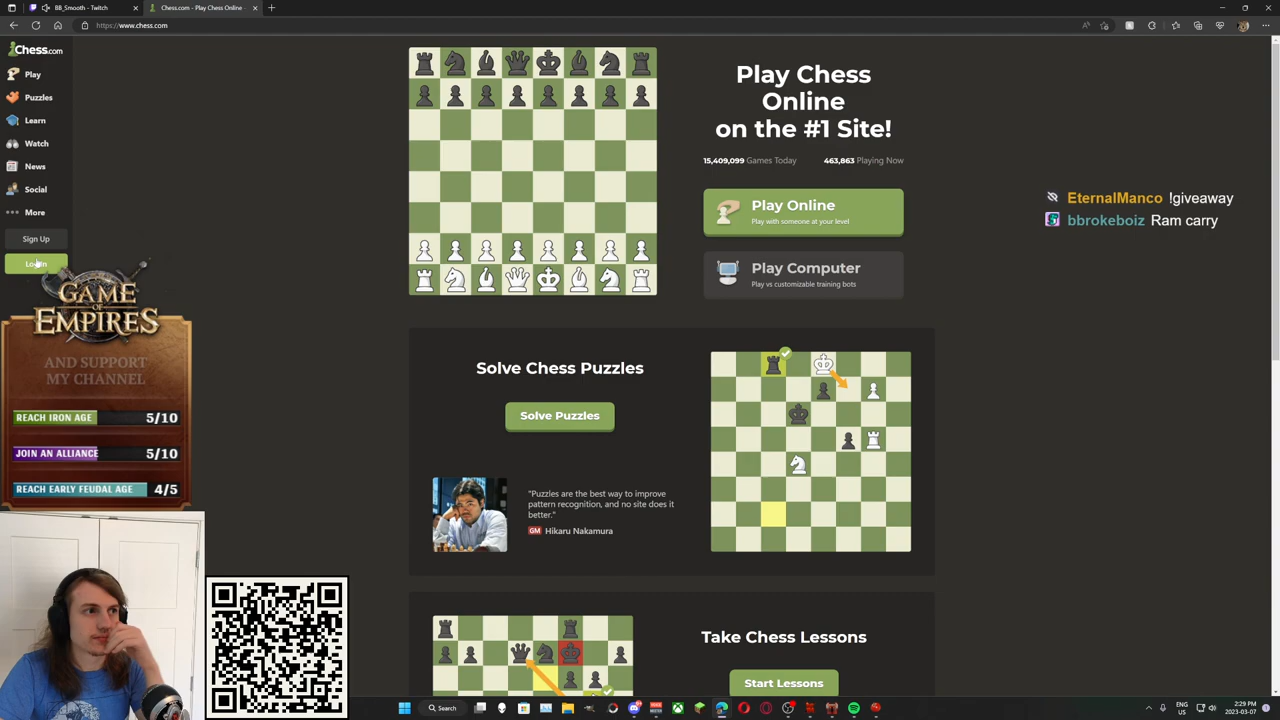 BB_Smooth - Twitch
Chess.com - Play Chess Online -
https://www.chess.com
Chess.com
Play
Puzzles
Learn
Watch
News
Social
More
Sign Up
Play Chess
Online
on the #1 Site!
15,409,099 Games Today
463,863 Playing Now
Play Online
Play with someone at your level
Play Computer
Play vs customizable training bots
EternalManco !giveaway
bbrokeboiz Ram carry
GAME
OF
EMPIRES
AND SUPPORT
MY CHANNEL
REACH IRON AGE 5/10
JOIN AN ALLIANCE 5/10
REACH EARLY FEUDAL AGE 4/5
Solve Chess Puzzles
Solve Puzzles
"Puzzles are the best way to improve
pattern recognition, and no site does it
better."
GM Hikaru Nakamura
Take Chess Lessons
Start Lessons
Search
ENG
US
2:29 PM
2023-03-07